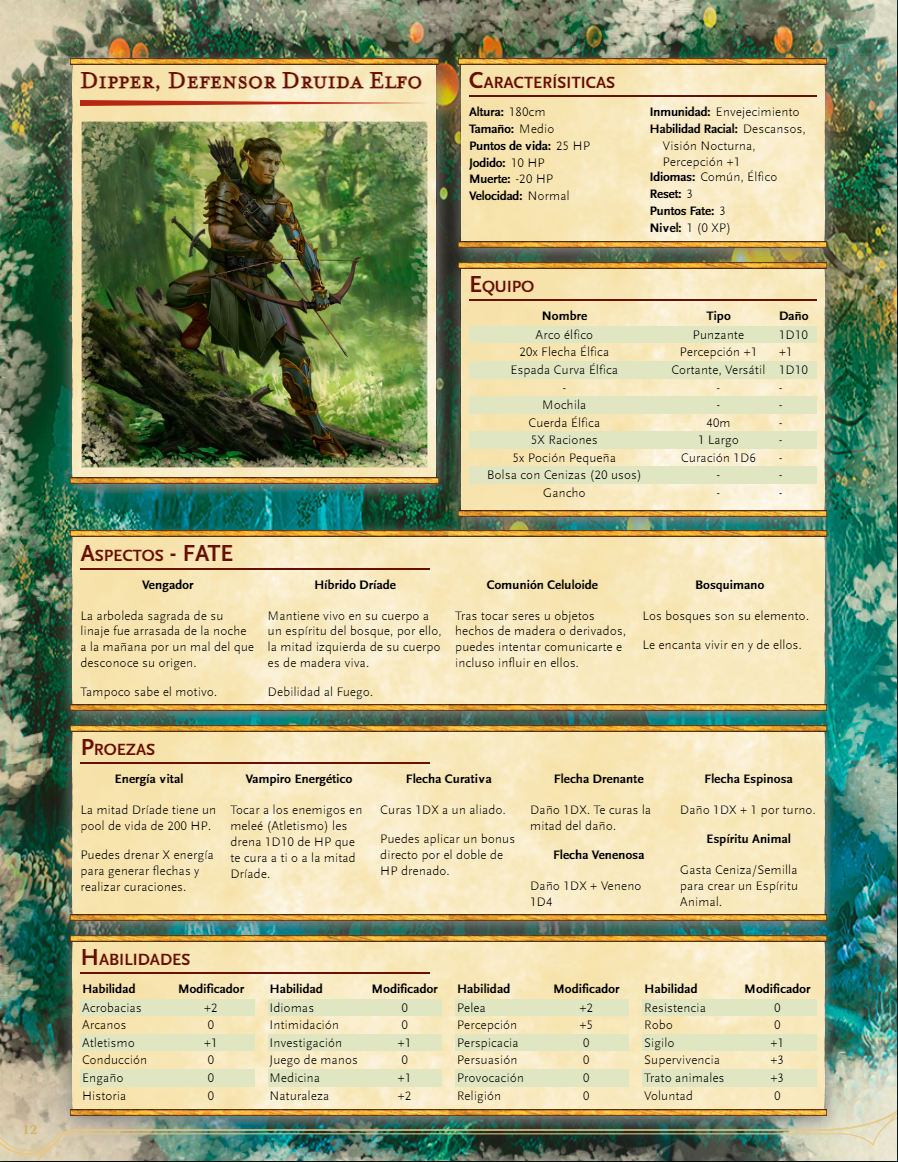 Dipper, Defensor Druida Elfo
Caracterísiticas
Altura: 180cm
Tamaño: Medio
Puntos de vida: 25 HP
Jodido: 10 HP
Muerte: -20 HP
Velocidad: Normal
Inmunidad: Envejecimiento
Habilidad Racial: Descansos,
Visión Nocturna,
Percepción +1
Idiomas: Común, Élfico
Reset: 3
Puntos Fate: 3
Nivel: 1 (0 XP)
Equipo
Nombre Tipo Daño
Arco élfico Punzante 1D10
20x Flecha Élfica Percepción +1 +1
Espada Curva Élfica Cortante, Versátil 1D10
- - -
Mochila - -
Cuerda Élfica 40m -
5X Raciones 1 Largo -
5x Poción Pequeña Curación 1D6 -
Bolsa con Cenizas (20 usos) - -
Gancho - -
Aspectos - FATE
Vengador
La arboleda sagrada de su
linaje fue arrasada de la noche
a la mañana por un mal del que
desconoce su origen.
Tampoco sabe el motivo.
Híbrido Dríade
Mantiene vivo en su cuerpo a
un espíritu del bosque, por ello,
la mitad izquierda de su cuerpo
es de madera viva.
Debilidad al Fuego.
Comunión Celuloide
Tras tocar seres u objetos
hechos de madera o derivados,
puedes intentar comunicarte e
incluso influir en ellos.
Bosquimano
Los bosques son su elemento.
Le encanta vivir en y de ellos.
Proezas
Energía vital
La mitad Dríade tiene un
pool de vida de 200 HP.
Puedes drenar X energía
para generar flechas y
realizar curaciones.
Vampiro Energético
Tocar a los enemigos en
meleé (Atletismo) les
drena 1D10 de HP que
te cura a ti o a la mitad
Dríade.
Flecha Curativa
Curas 1DX a un aliado.
Puedes aplicar un bonus
directo por el doble de
HP drenado.
Flecha Drenante
Daño 1DX. Te curas la
mitad del daño.
Flecha Venenosa
Daño 1DX + Veneno
1D4
Flecha Espinosa
Daño 1DX + 1 por turno.
Espíritu Animal
Gasta Ceniza/Semilla
para crear un Espíritu
Animal.
Habilidades
Habilidad Modificador Habilidad Modificador Habilidad Modificador Habilidad Modificador
Acrobacias +2 Idiomas 0 Pelea +2 Resistencia 0
Arcanos 0 Intimidación 0 Percepción +5 Robo 0
Atletismo +1 Investigación +1 Perspicacia 0 Sigilo +1
Conducción 0 Juego de manos 0 Persuasión 0 Supervivencia +3
Engaño 0 Medicina +1 Provocación 0 Trato animales +3
Historia 0 Naturaleza +2 Religión 0 Voluntad 0
12